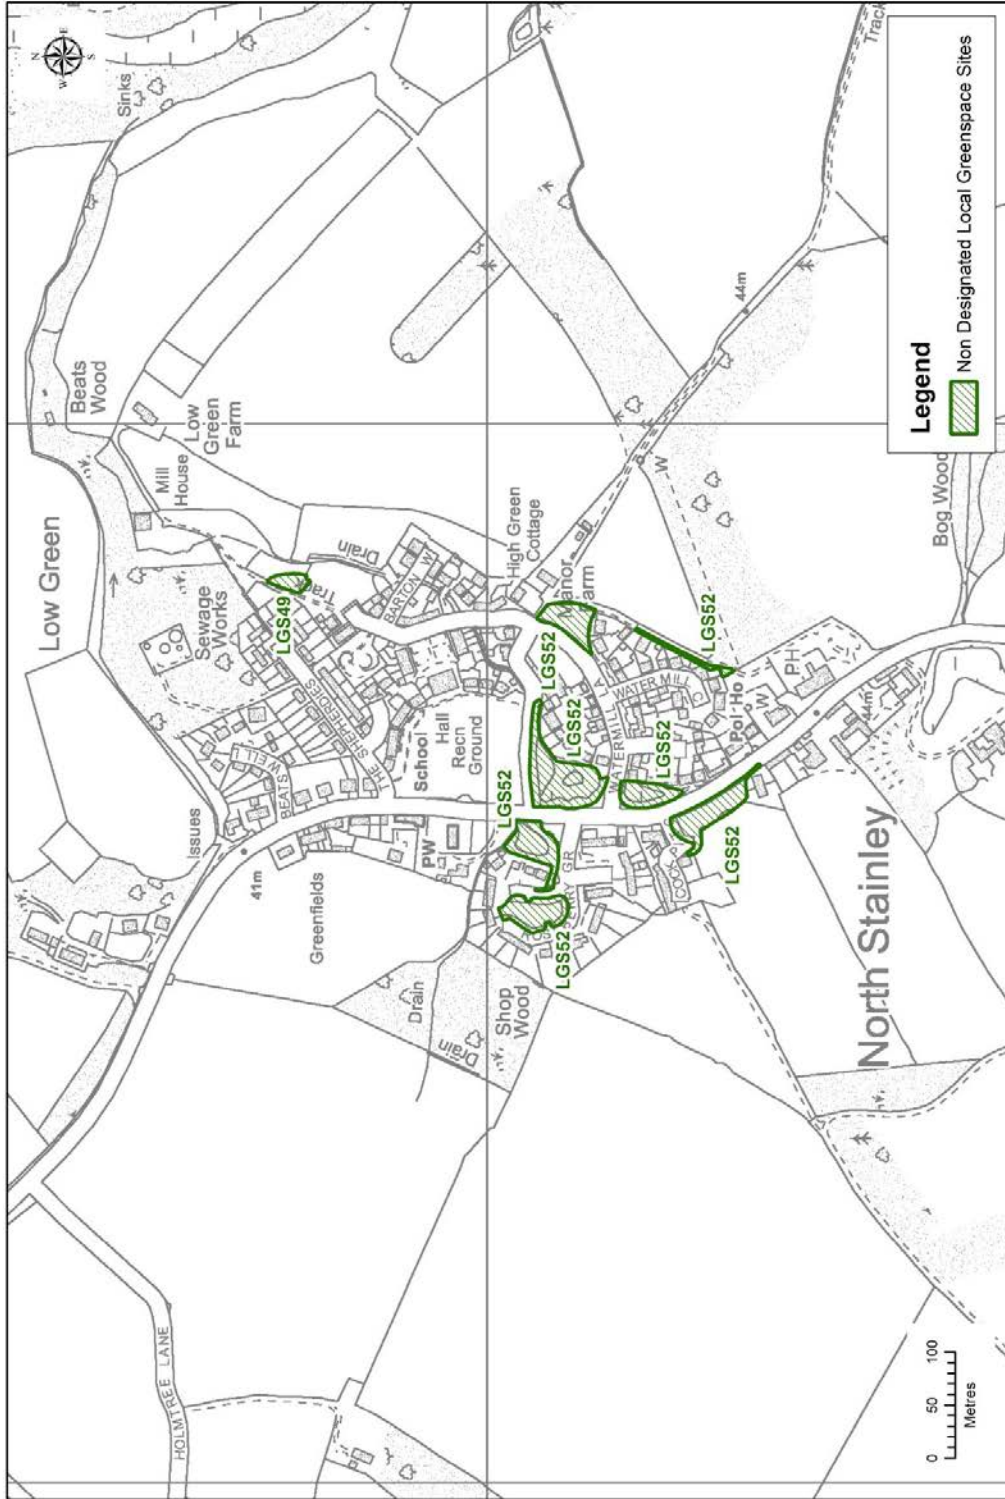 N
E
S
W
Sinks
Low Green
Beats
Wood
Mill
House
Low
Green
Farm
Sewage
Works
LGS49
Track
Drain
BARTON W
High Green
Cottage
BEATSWELL
THE SHEPHERDIES
School
Hall
Recn
Ground
Issues
41m
Greenfields
PW
LGS52
LGS52
LGS52
LGS52
LGS52
LGS52
LGS52
Manor
Farm
WATERMILL
WATER MILL
Pol Ho
W
PH
44m
44m
W
Track
Drain
Drain
Shop
Wood
North Stainley
Bog Wood
HOLMTREE LANE
0
50
100
Metres
Legend
Non Designated Local Greenspace Sites